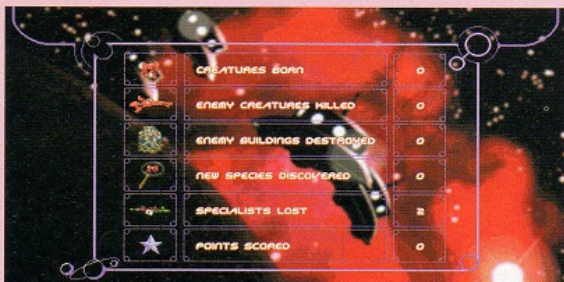 CREATURES BORN 0
ENEMY CREATURES KILLED 0
ENEMY BUILDINGS DESTROYED 0
NEW SPECIES DISCOVERED 0
SPECIALISTS LOST 2
POINTS SCORED 0